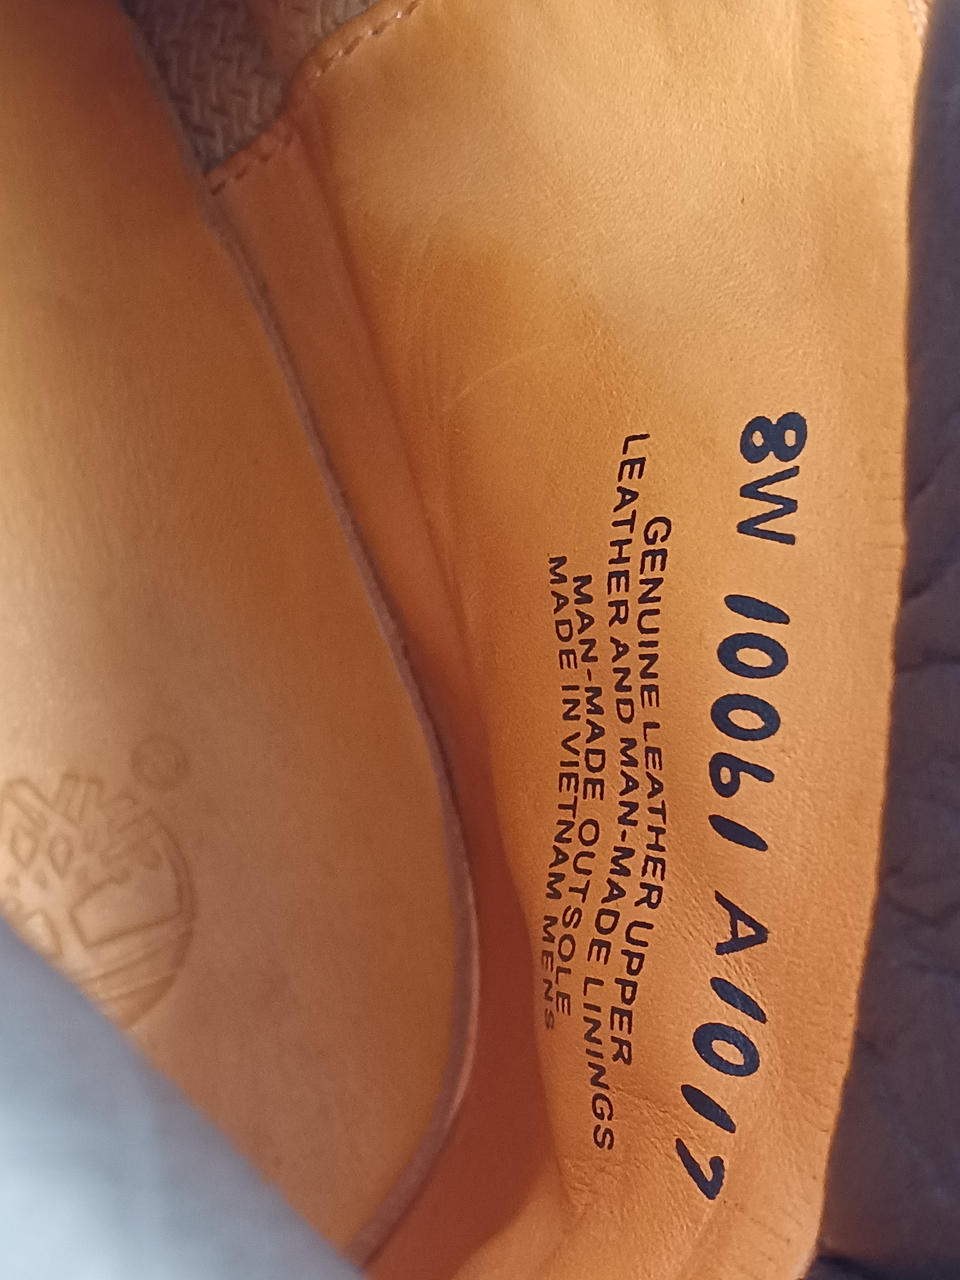 8W 10061 A1017
GENUINE LEATHER UPPER
LEATHER AND MAN-MADE LININGS
MAN-MADE OUTSOLE
MADE IN VIETNAM MENS